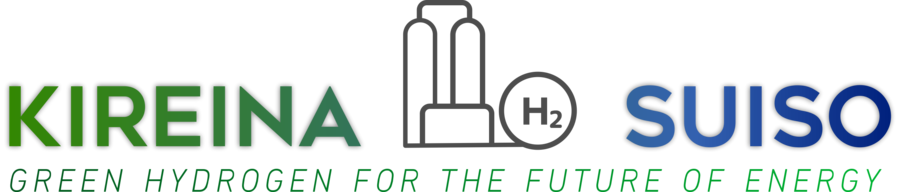 KIREINA H2 SUISO
GREEN HYDROGEN FOR THE FUTURE OF ENERGY